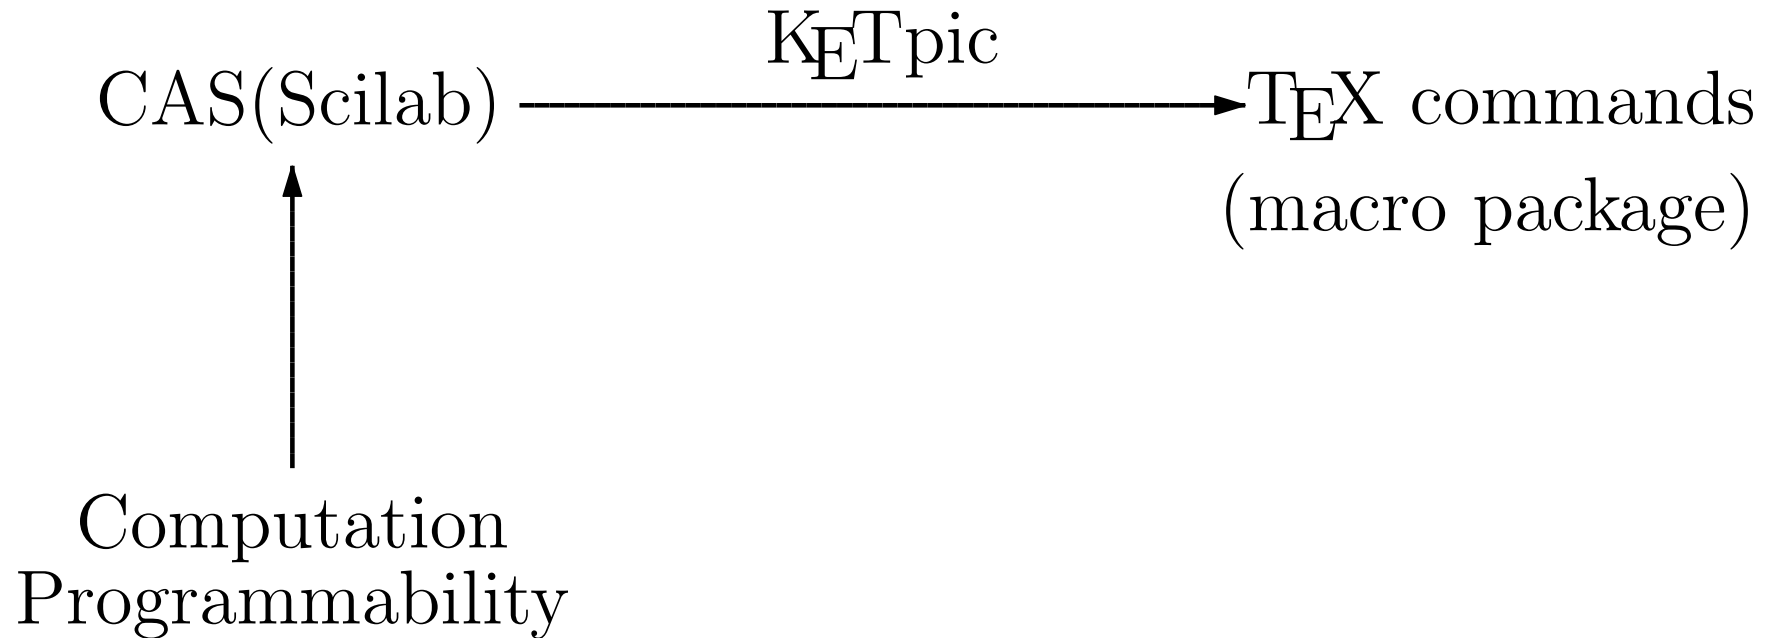 KETpic
CAS(Scilab)
TEX commands
(macro package)
Computation
Programmability